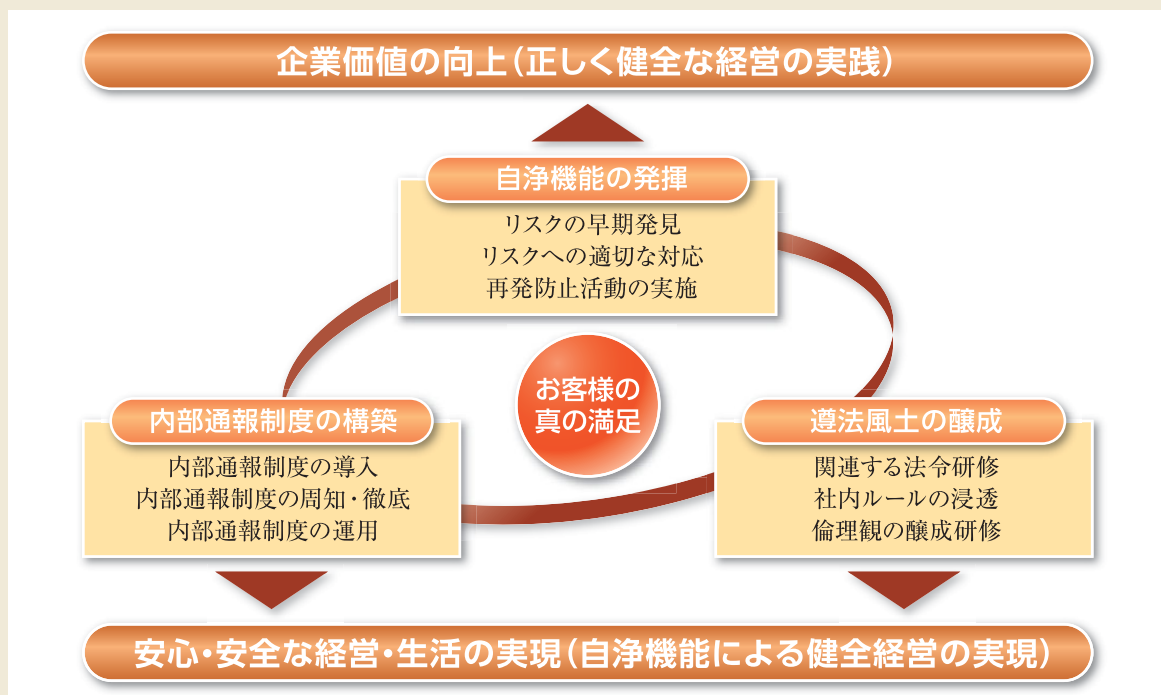 企業価値の向上（正しく健全な経営の実践）
自浄機能の発揮
リスクの早期発見
リスクへの適切な対応
再発防止活動の実施
お客様の
真の満足
内部通報制度の構築
内部通報制度の導入
内部通報制度の周知・徹底
内部通報制度の運用
遵法風土の醸成
関連する法令研修
社内ルールの浸透
倫理観の醸成研修
安心・安全な経営・生活の実現（自浄機能による健全経営の実現）